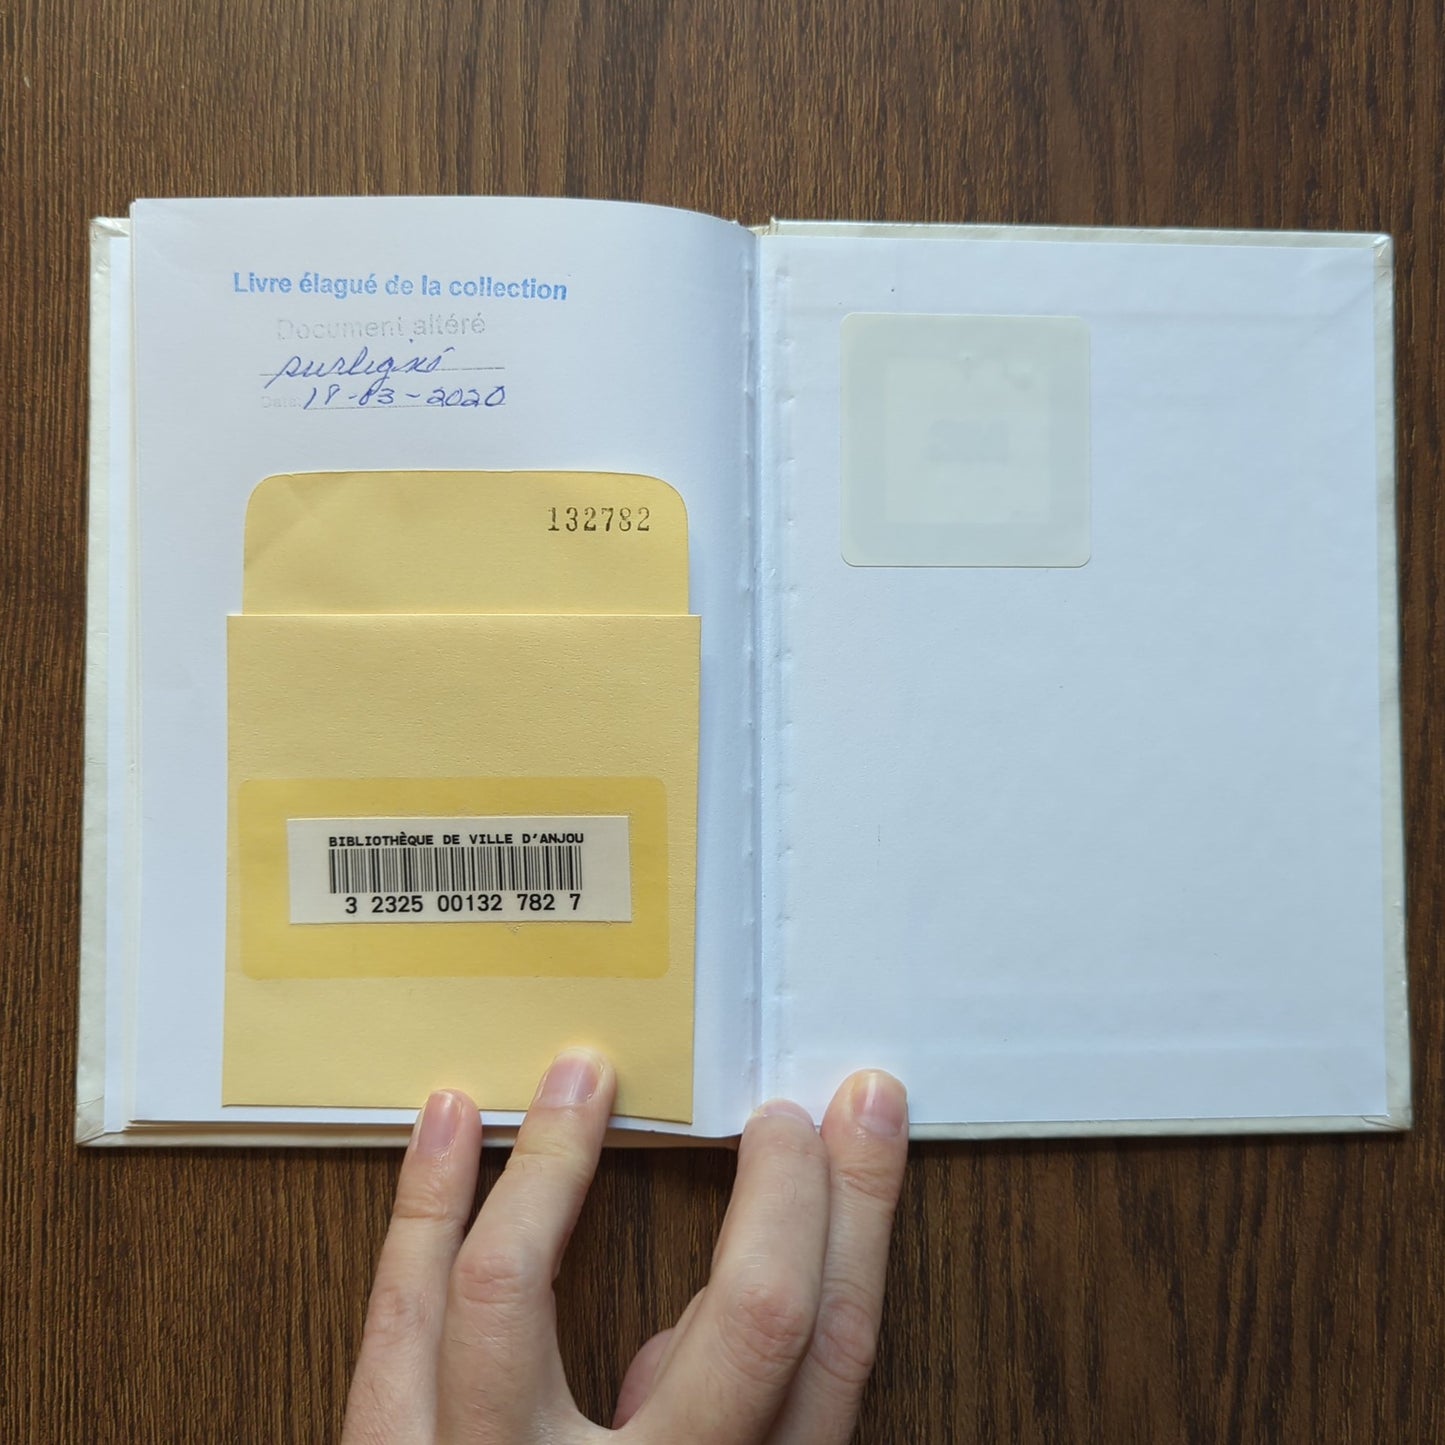 Livre élagué de la collection
Document altéré
surligné
Date: 19-03-2020
132782
BIBLIOTHÈQUE DE VILLE D'ANJOU
3 2325 00132 782 7